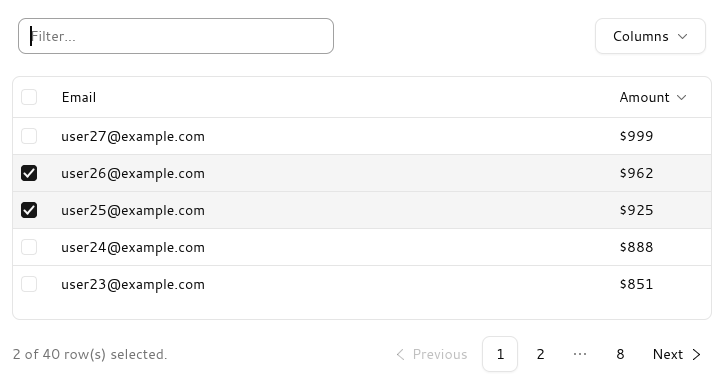 Filter... Columns
Email Amount
user27@example.com $999
user26@example.com $962
user25@example.com $925
user24@example.com $888
user23@example.com $851
2 of 40 row(s) selected. Previous 1 2 ··· 8 Next